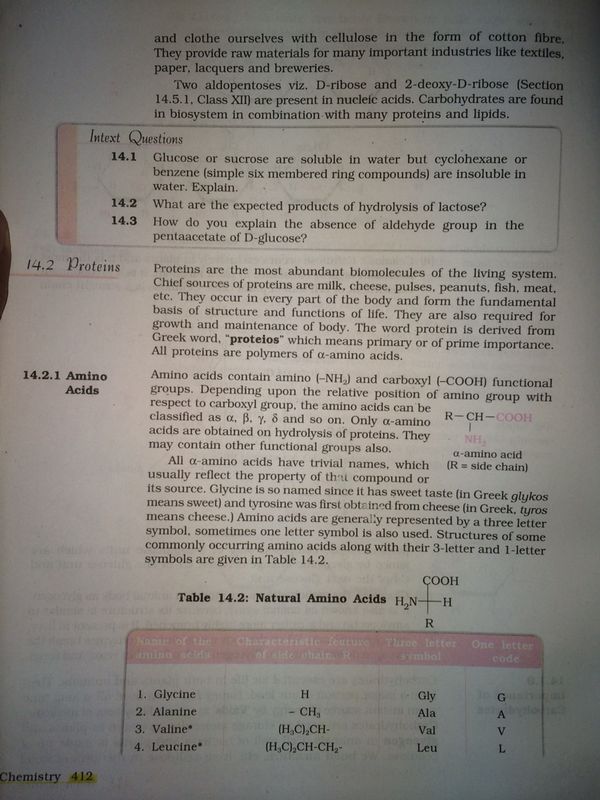 and clothe ourselves with cellulose in the form of cotton fibre.
They provide raw materials for many important industries like textiles,
paper, lacquers and breweries.
Two aldopentoses viz. D-ribose and 2-deoxy-D-ribose (Section
14.5.1, Class XII) are present in nucleic acids. Carbohydrates are found
in biosystem in combination with many proteins and lipids.
Intext Questions
14.1 Glucose or sucrose are soluble in water but cyclohexane or
benzene (simple six membered ring compounds) are insoluble in
water. Explain.
14.2 What are the expected products of hydrolysis of lactose?
14.3 How do you explain the absence of aldehyde group in the
pentaacetate of D-glucose?
14.2 Proteins
Proteins are the most abundant biomolecules of the living system.
Chief sources of proteins are milk, cheese, pulses, peanuts, fish, meat,
etc. They occur in every part of the body and form the fundamental
basis of structure and functions of life. They are also required for
growth and maintenance of body. The word protein is derived from
Greek word, “proteios” which means primary or of prime importance.
All proteins are polymers of α-amino acids.
14.2.1 Amino
Acids
Amino acids contain amino (–NH₂) and carboxyl (–COOH) functional
groups. Depending upon the relative position of amino group with
respect to carboxyl group, the amino acids can be
classified as α, β, γ, δ and so on. Only α-amino
acids are obtained on hydrolysis of proteins. They
may contain other functional groups also.
R–CH–COOH
NH₂
α-amino acid
(R = side chain)
All α-amino acids have trivial names, which
usually reflect the property of that compound or
its source. Glycine is so named since it has sweet taste (in Greek glykos
means sweet) and tyrosine was first obtained from cheese (in Greek, tyros
means cheese.) Amino acids are generally represented by a three letter
symbol, sometimes one letter symbol is also used. Structures of some
commonly occurring amino acids along with their 3-letter and 1-letter
symbols are given in Table 14.2.
COOH
Table 14.2: Natural Amino Acids H₂N H
R
Name of the Characteristic feature Three letter One letter
amino acids of side chain, R symbol code
1. Glycine H Gly G
2. Alanine – CH₃ Ala A
3. Valine* (H₃C)₂CH- Val V
4. Leucine* (H₃C)₂CH-CH₂- Leu L
Chemistry 412